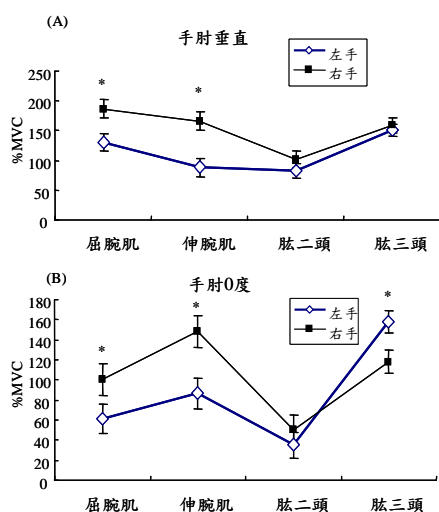 (A)
手肘垂直
左手
右手
250
200
150
100
50
0
%MVC
*
*
屈腕肌 伸腕肌 肱二頭 肱三頭
(B)
手肘0度
左手
右手
180
160
140
120
100
80
60
40
20
0
%MVC
*
*
*
屈腕肌 伸腕肌 肱二頭 肱三頭